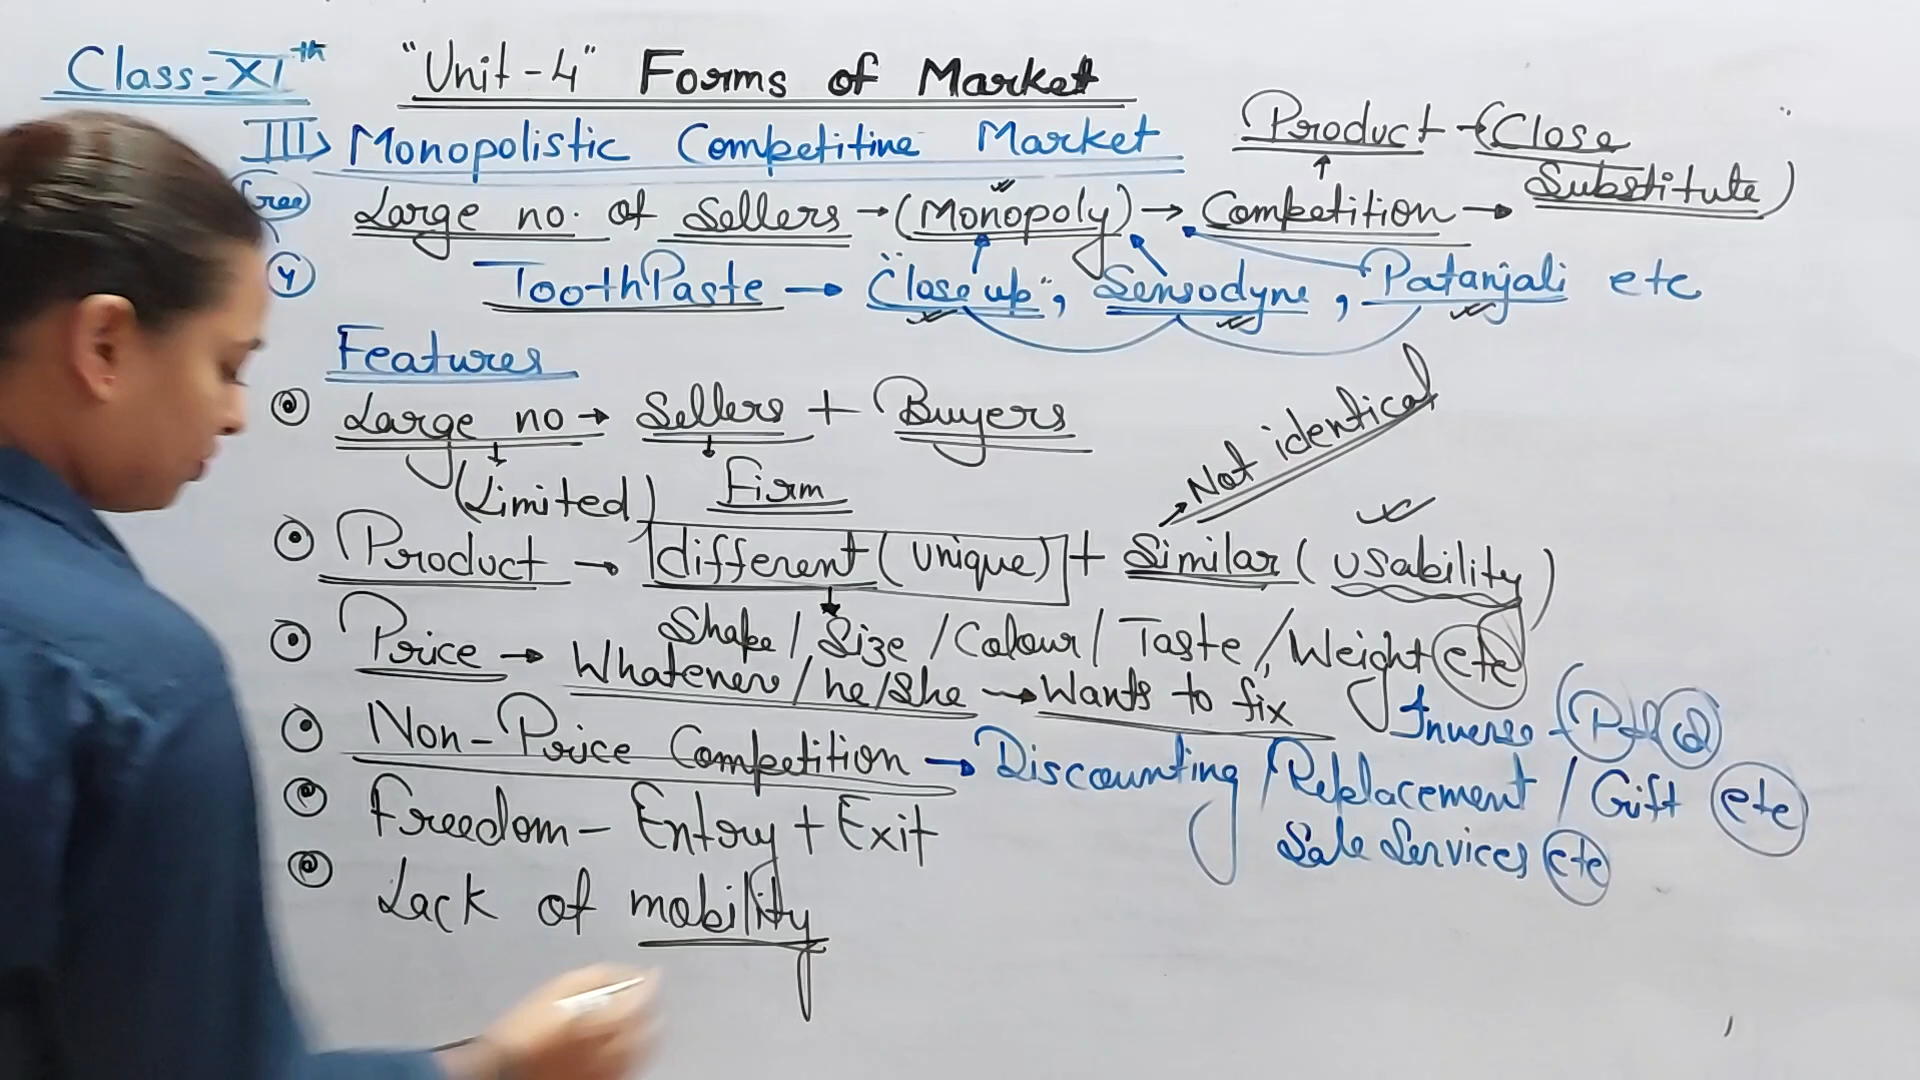 Class-XIth "Unit-4" Forms of Market
III> Monopolistic Competitive Market
Product - (Close Substitute)
Large no. of Sellers → (Monopoly) → Competition →
ToothPaste → "Close up", Sensodyne, Patanjali etc
Features
Large no → Sellers + Buyers
(Limited) Firm
Not identical
Product → different (unique) + Similar (usability)
Shape / Size / Colour / Taste / Weight etc
Price → Whatever / he/she → Wants to fix
Inverse - P
Non-Price Competition → Discounting / Replacement / Gift etc
Sale Services etc
Freedom - Entry + Exit
Lack of mobility